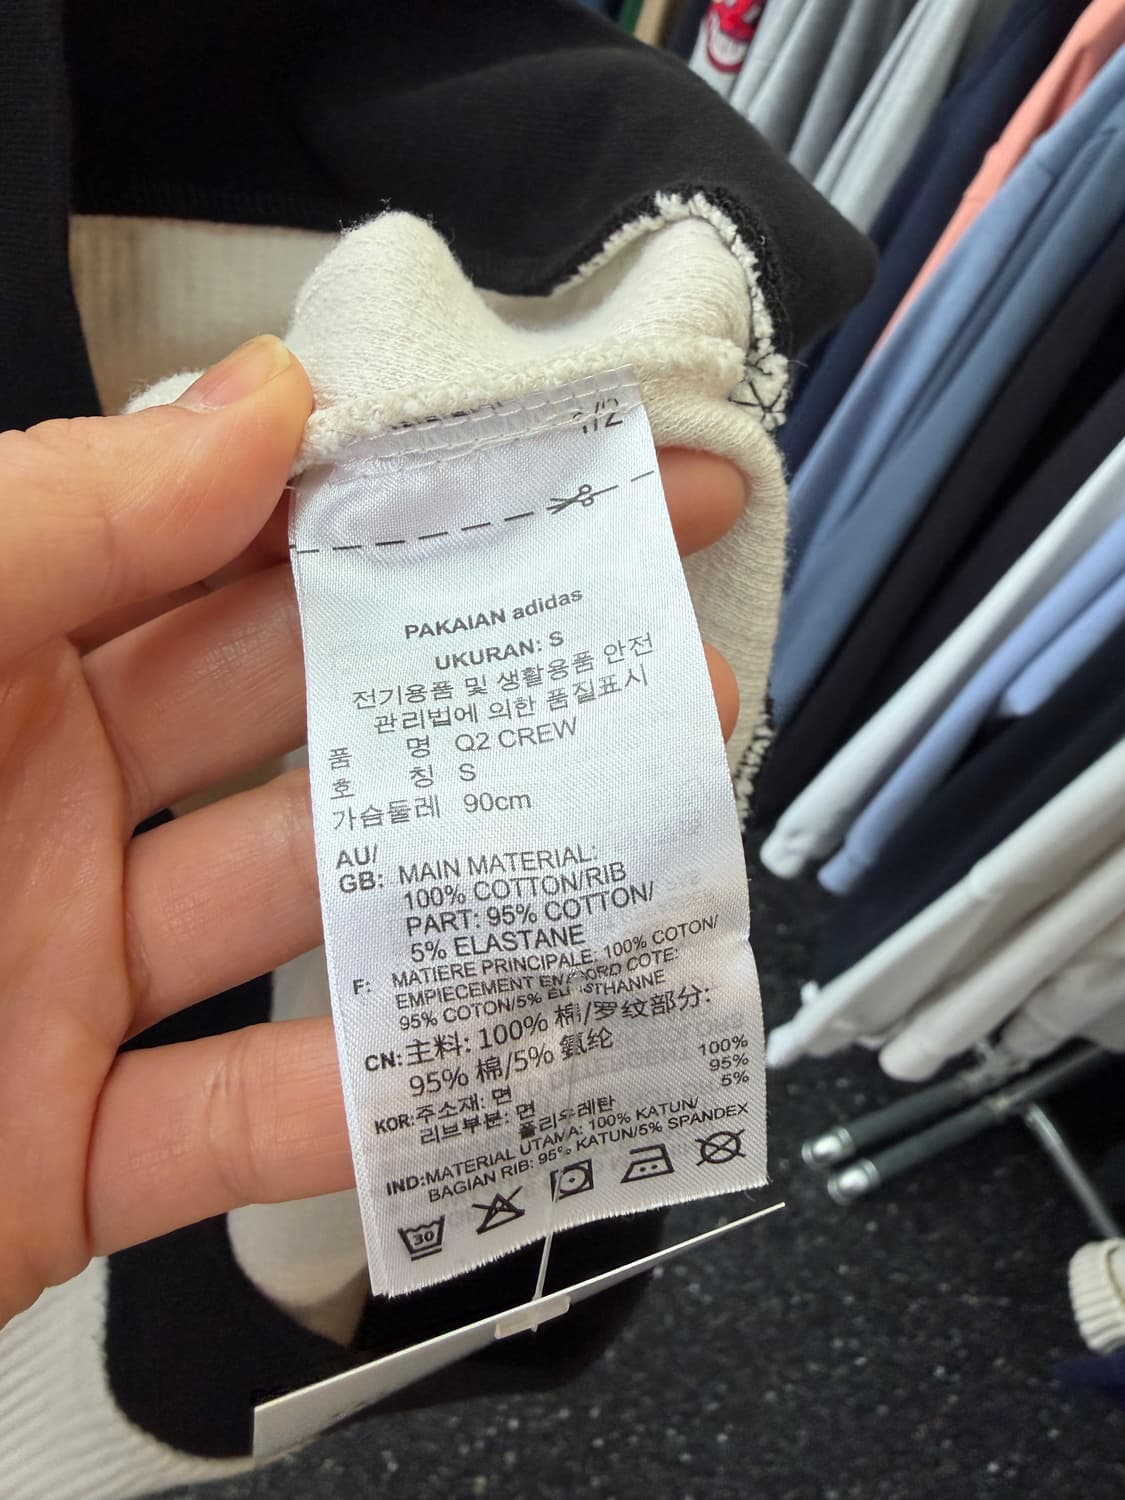 PAKAIAN adidas
UKURAN: S
전기용품 및 생활용품 안전
관리법에 의한 품질표시
품 명 Q2 CREW
호 칭 S
가슴둘레 90cm
AU/
GB: MAIN MATERIAL:
100% COTTON/RIB
PART: 95% COTTON/
5% ELASTANE
F: MATIERE PRINCIPALE: 100% COTON/
EMPIECEMENT EN BORD COTE:
95% COTON/5% ELASTHANNE
CN: 主料: 100% 棉/罗纹部分:
95% 棉/5% 氨纶
KOR: 주소재: 면 100%
리브부분: 면 95%
폴리우레탄 5%
IND: MATERIAL UTAMA: 100% KATUN/
BAGIAN RIB: 95% KATUN/5% SPANDEX
30